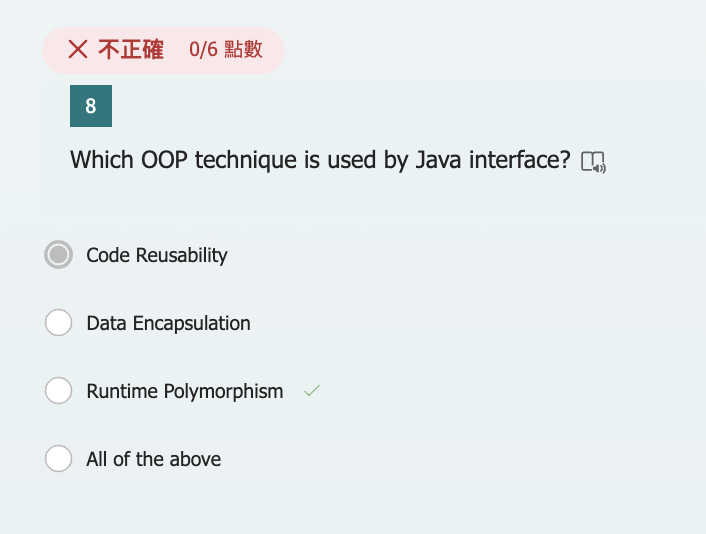 不正確 0/6 點數
8
Which OOP technique is used by Java interface?
Code Reusability
Data Encapsulation
Runtime Polymorphism
All of the above